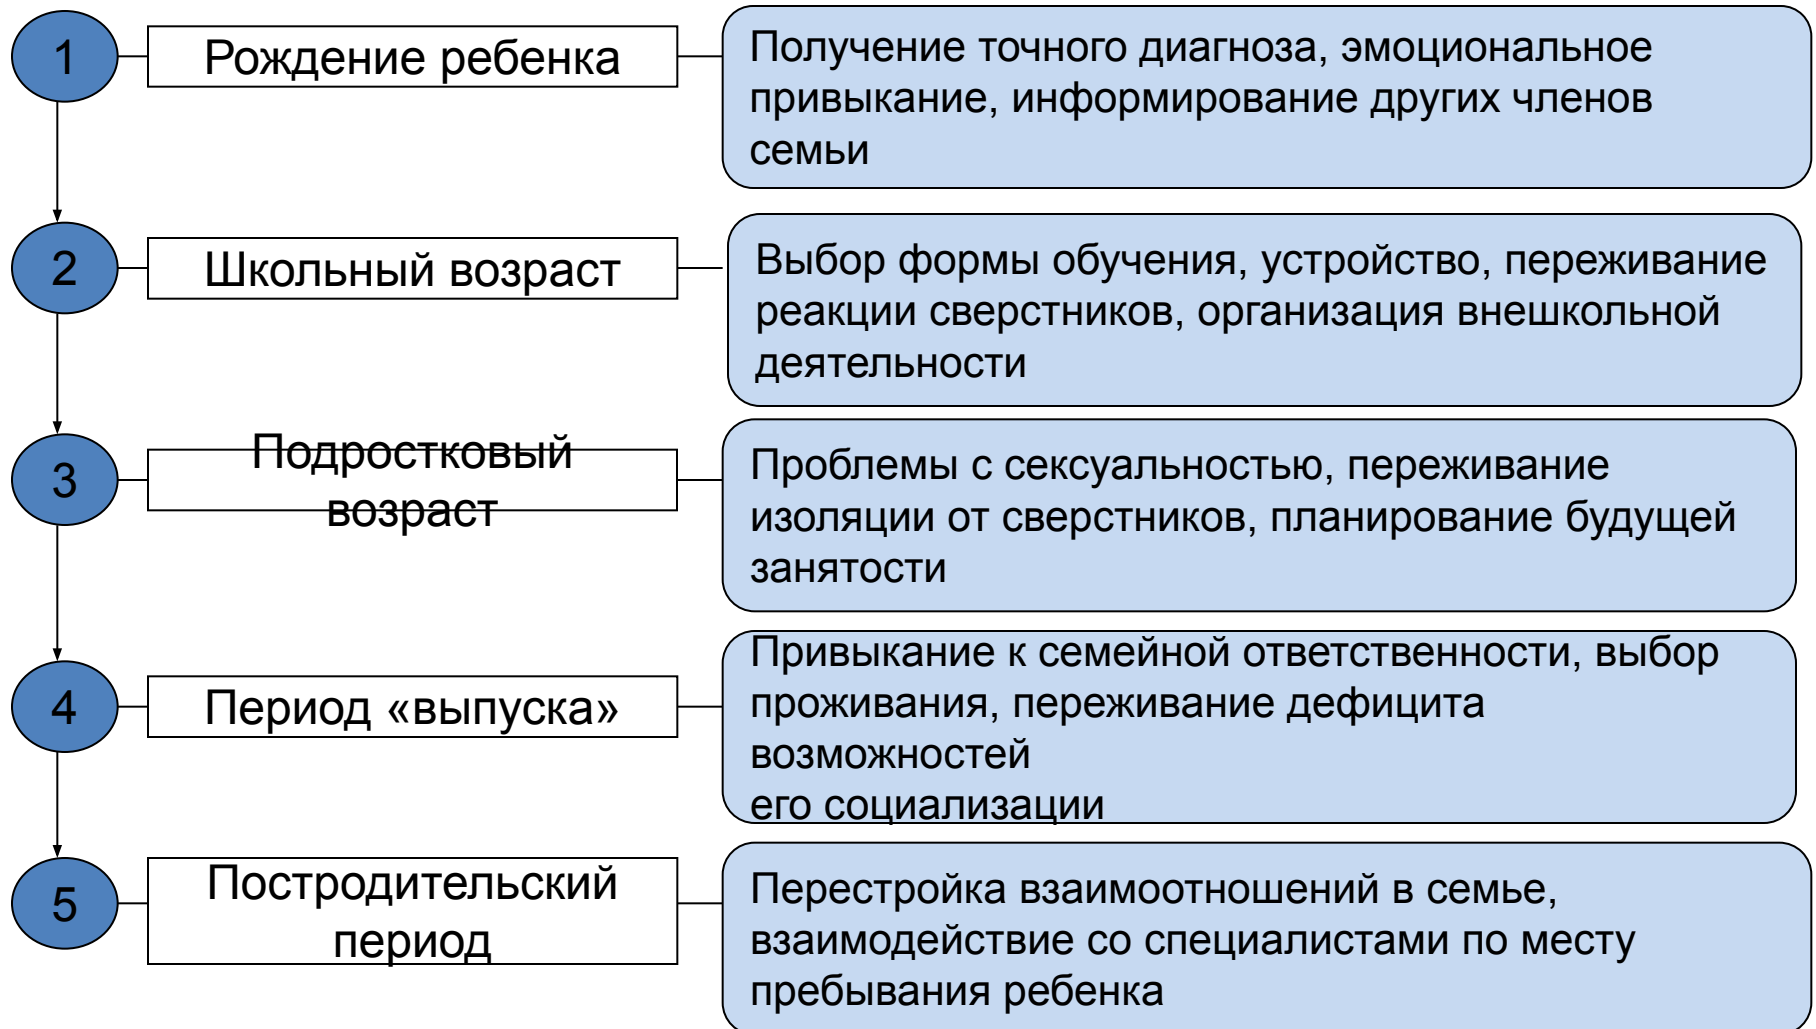 1
Рождение ребенка
Получение точного диагноза, эмоциональное
привыкание, информирование других членов
семьи
2
Школьный возраст
Выбор формы обучения, устройство, переживание
реакции сверстников, организация внешкольной
деятельности
3
Подростковый
возраст
Проблемы с сексуальностью, переживание
изоляции от сверстников, планирование будущей
занятости
4
Период «выпуска»
Привыкание к семейной ответственности, выбор
проживания, переживание дефицита
возможностей
его социализации
5
Постродительский
период
Перестройка взаимоотношений в семье,
взаимодействие со специалистами по месту
пребывания ребенка